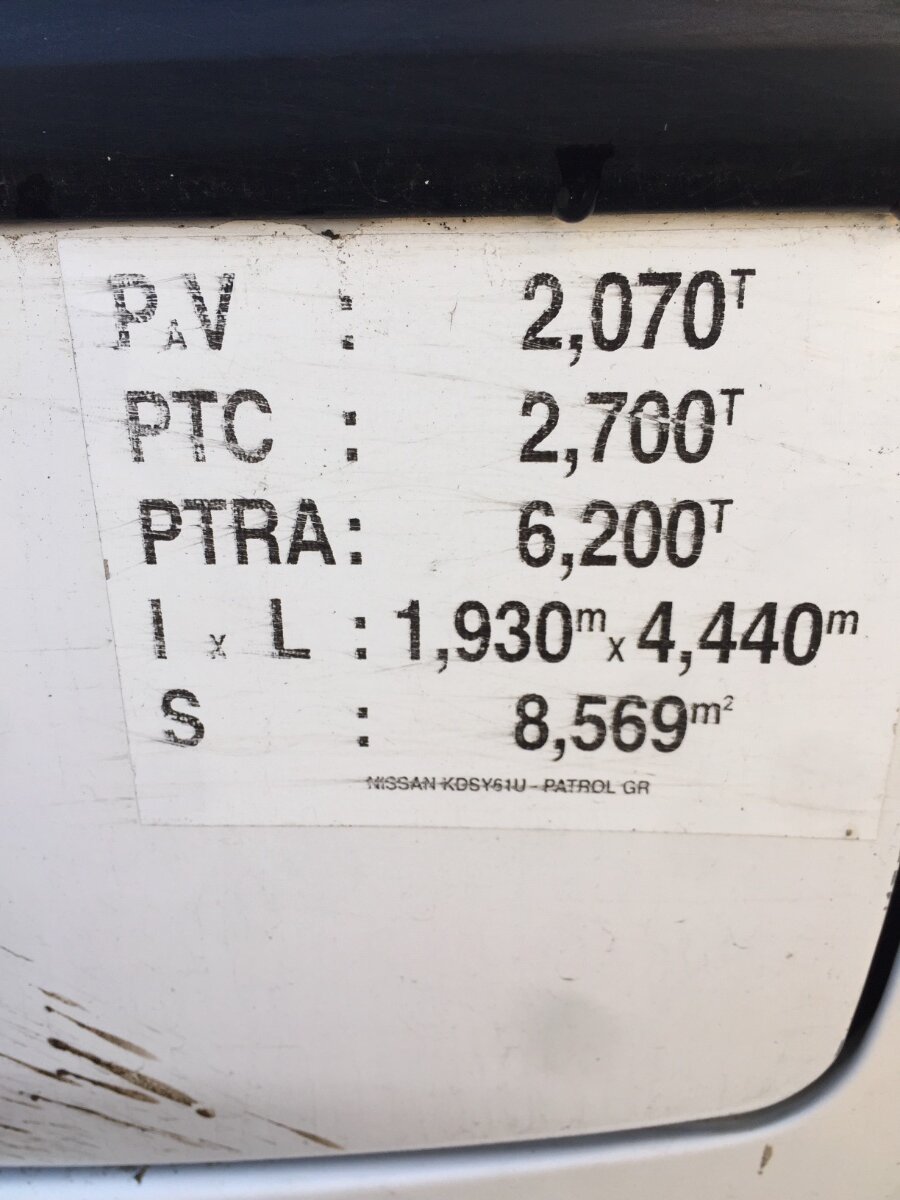 PAV : 2,070T
PTC : 2,700T
PTRA: 6,200T
l x L : 1,930m x 4,440m
S : 8,569m²
NISSAN KDSY61U - PATROL GR